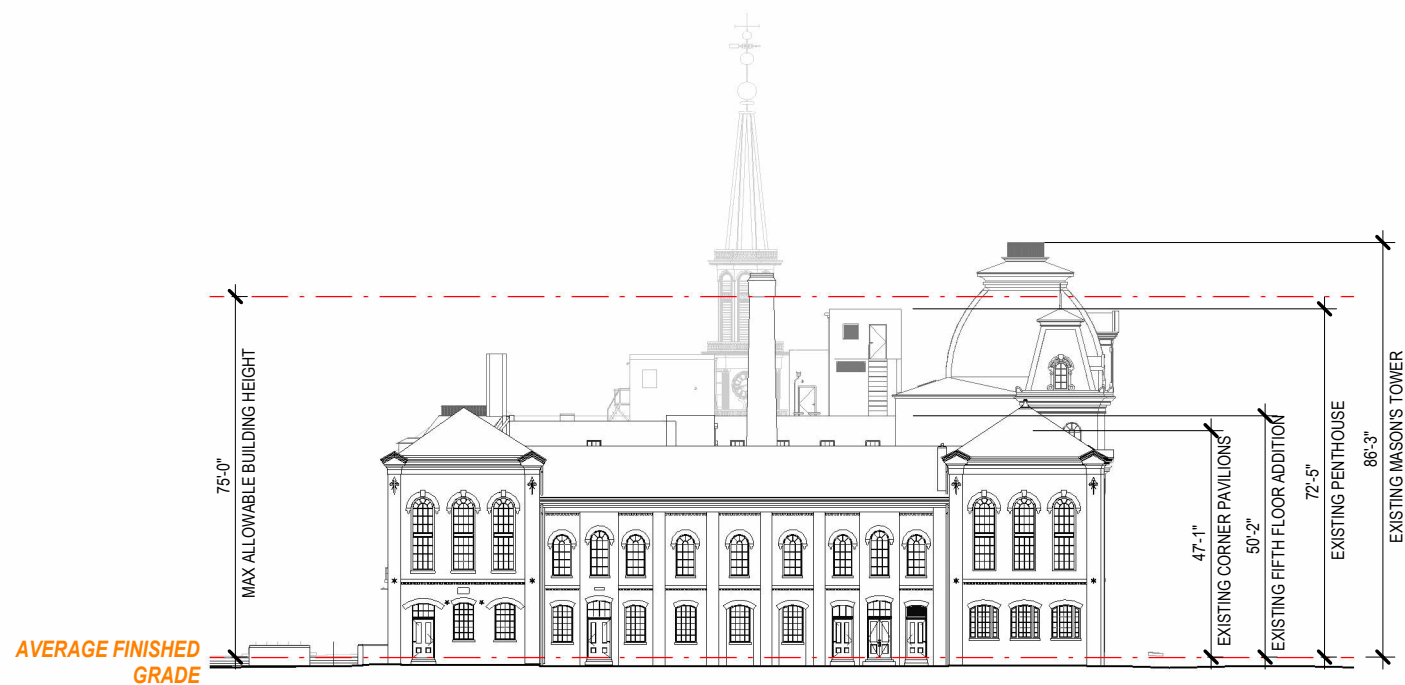 75'-0"
MAX ALLOWABLE BUILDING HEIGHT
AVERAGE FINISHED
GRADE
47'-1"
EXISTING CORNER PAVILIONS
50'-2"
EXISTING FIFTH FLOOR ADDITION
72'-5"
EXISTING PENTHOUSE
86'-3"
EXISTING MASON'S TOWER